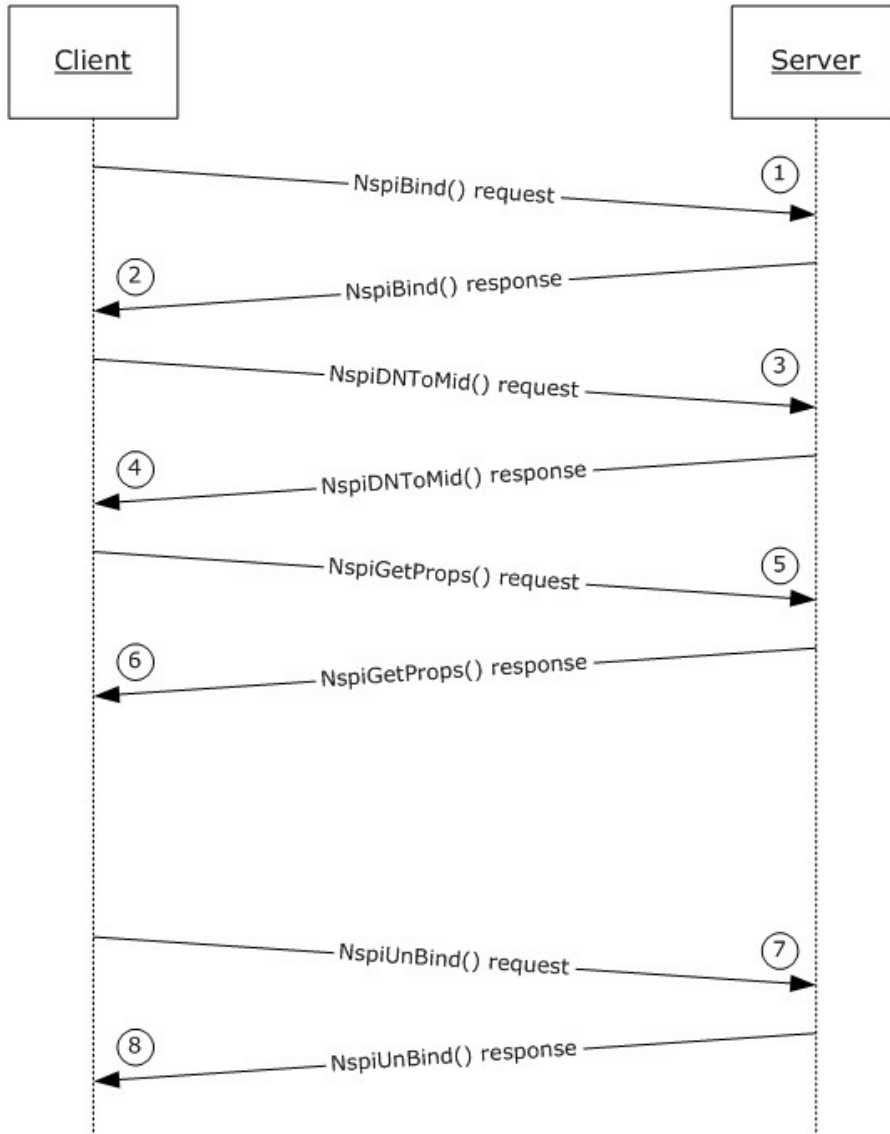 Client
Server
1
NspiBind() request
2
NspiBind() response
3
NspiDNToMid() request
4
NspiDNToMid() response
5
NspiGetProps() request
6
NspiGetProps() response
7
NspiUnBind() request
8
NspiUnBind() response